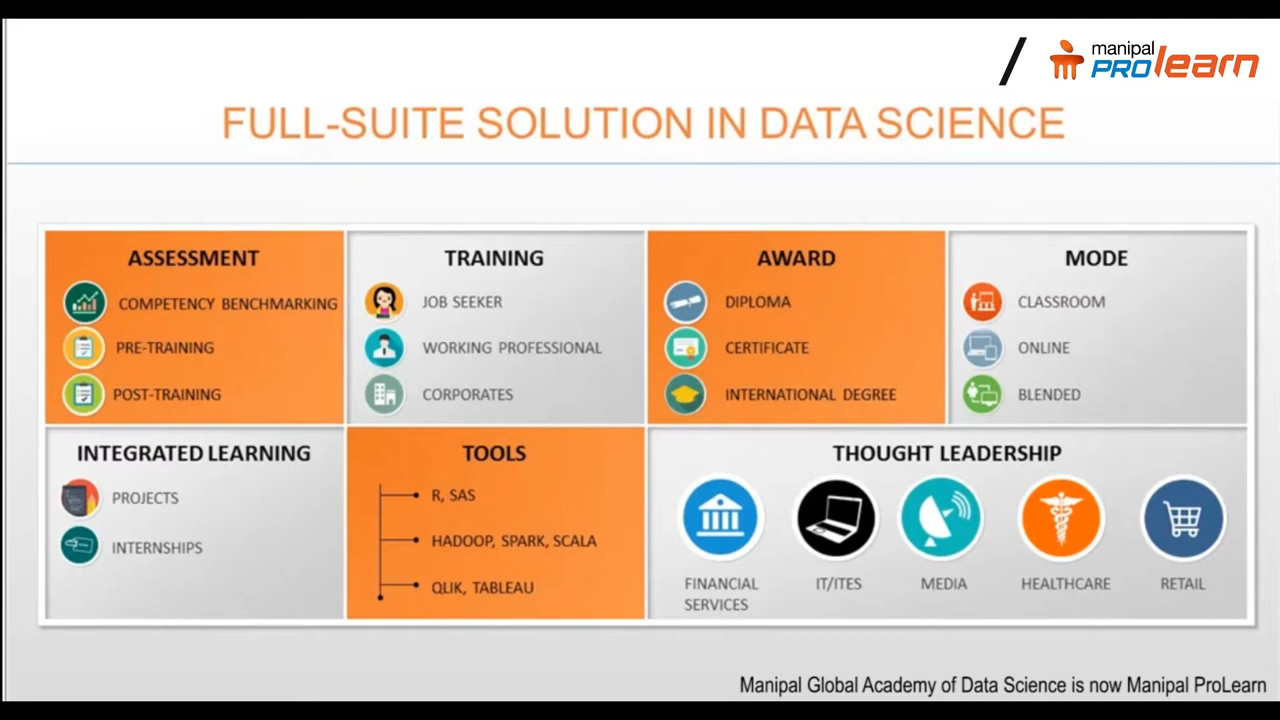 manipal
PROlearn
FULL-SUITE SOLUTION IN DATA SCIENCE
ASSESSMENT
COMPETENCY BENCHMARKING
PRE-TRAINING
POST-TRAINING
TRAINING
JOB SEEKER
WORKING PROFESSIONAL
CORPORATES
AWARD
DIPLOMA
CERTIFICATE
INTERNATIONAL DEGREE
MODE
CLASSROOM
ONLINE
BLENDED
INTEGRATED LEARNING
PROJECTS
INTERNSHIPS
TOOLS
R, SAS
HADOOP, SPARK, SCALA
QLIK, TABLEAU
THOUGHT LEADERSHIP
FINANCIAL
SERVICES
IT/ITES
MEDIA
HEALTHCARE
RETAIL
Manipal Global Academy of Data Science is now Manipal ProLearn